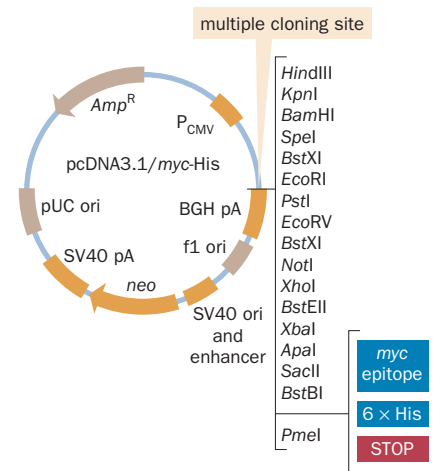 multiple cloning site
Amp^R
P_CMV
pcDNA3.1/myc-His
pUC ori
BGH pA
f1 ori
SV40 pA
neo
SV40 ori
and
enhancer
HindIII
KpnI
BamHI
SpeI
BstXI
EcoRI
PstI
EcoRV
BstXI
NotI
XhoI
BstEII
XbaI
ApaI
SacII
BstBI
PmeI
myc
epitope
6 × His
STOP